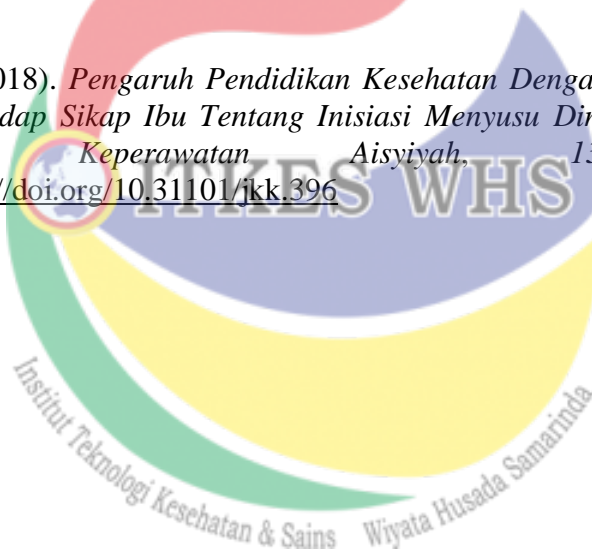 018). Pengaruh Pendidikan Kesehatan Denga
dap Sikap Ibu Tentang Inisiasi Menyusu Din
Keperawatan Aisyiyah, 13
//doi.org/10.31101/jkk.396
ITKES WHS
Institut Teknologi Kesehatan & Sains Wiyata Husada Samarinda